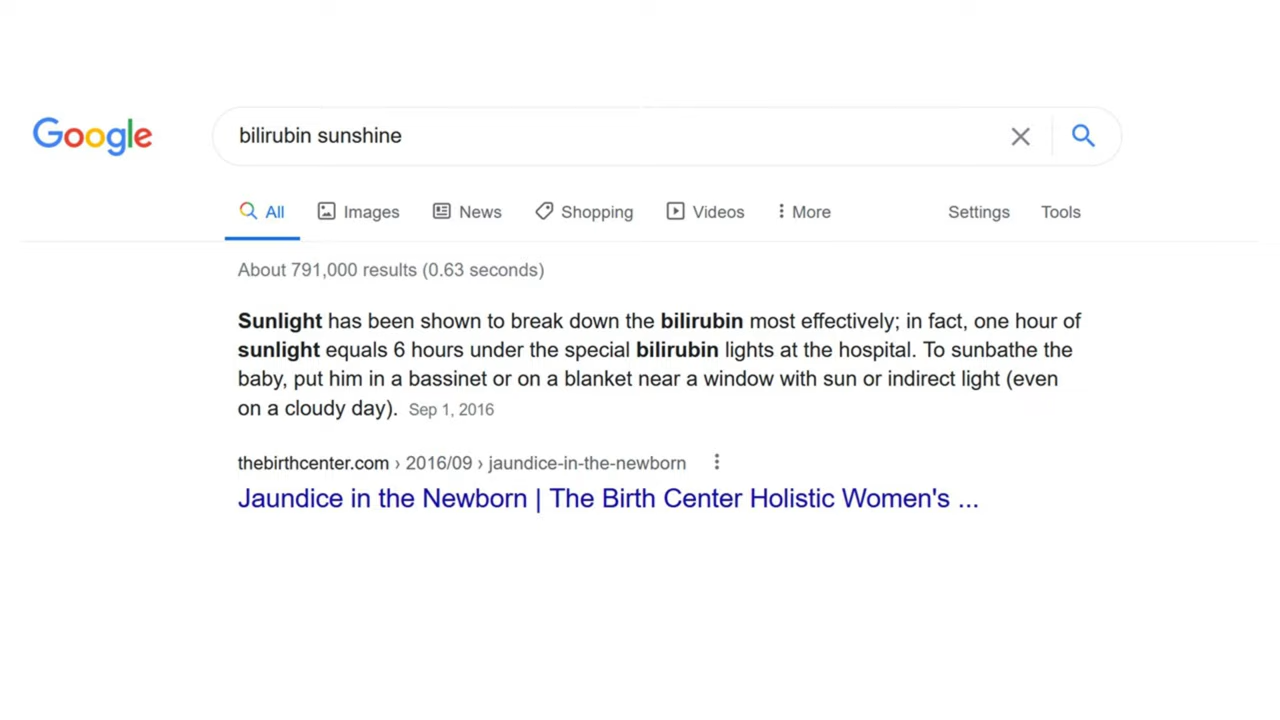 Google
bilirubin sunshine
All Images News Shopping Videos More Settings Tools
About 791,000 results (0.63 seconds)
Sunlight has been shown to break down the bilirubin most effectively; in fact, one hour of
sunlight equals 6 hours under the special bilirubin lights at the hospital. To sunbathe the
baby, put him in a bassinet or on a blanket near a window with sun or indirect light (even
on a cloudy day). Sep 1, 2016
thebirthcenter.com › 2016/09 › jaundice-in-the-newborn
Jaundice in the Newborn | The Birth Center Holistic Women's ...